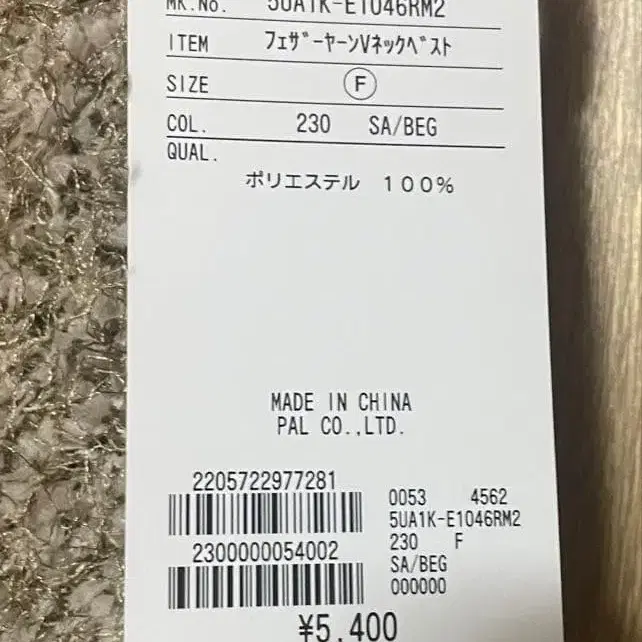 MK.No. 5UA1K-E1046RM2
ITEM ﾌｪｻﾞｰﾔｰﾝVﾈｯｸﾍﾞｽﾄ
SIZE F
COL. 230 SA/BEG
QUAL.
ポリエステル 100%
MADE IN CHINA
PAL CO.,LTD.
2205722977281
0053 4562
5UA1K-E1046RM2
230 F
2300000054002
SA/BEG
000000
¥5,400